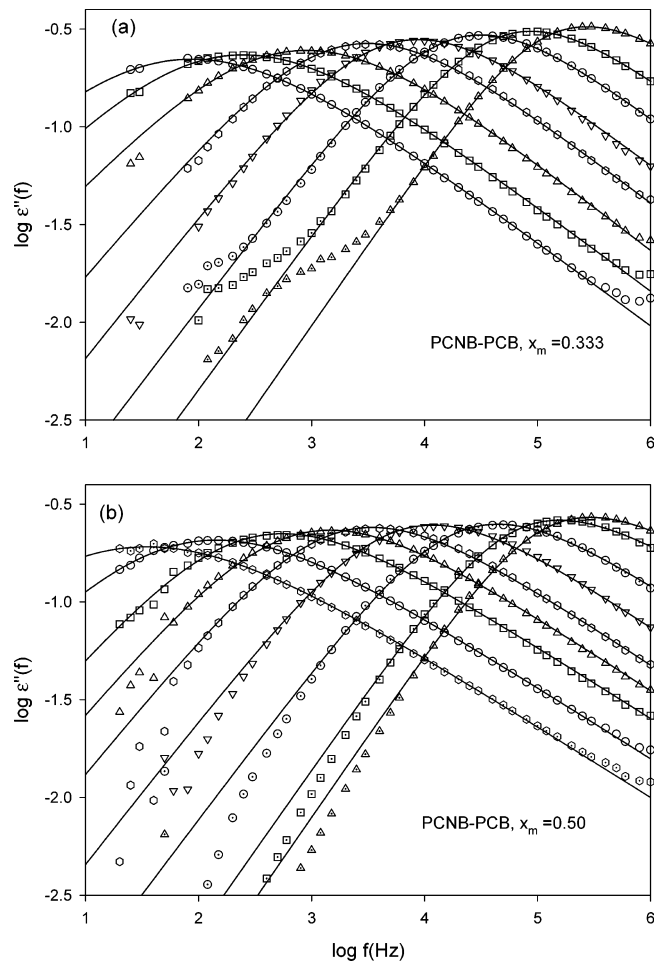 (a)
-0.5
-1.0
-1.5
-2.0
-2.5
log ε''(f)
PCNB-PCB, xm =0.333
1 2 3 4 5 6
(b)
-0.5
-1.0
-1.5
-2.0
-2.5
log ε''(f)
PCNB-PCB, xm =0.50
1 2 3 4 5 6
log f(Hz)